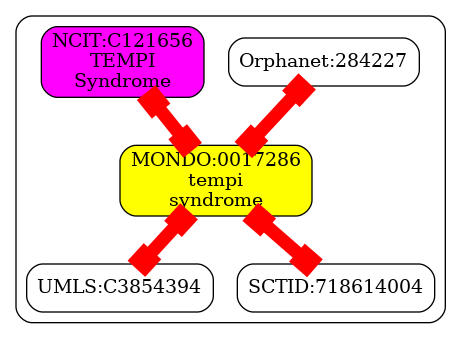 NCIT:C121656
TEMPI
Syndrome
Orphanet:284227
MONDO:0017286
tempi
syndrome
UMLS:C3854394
SCTID:718614004